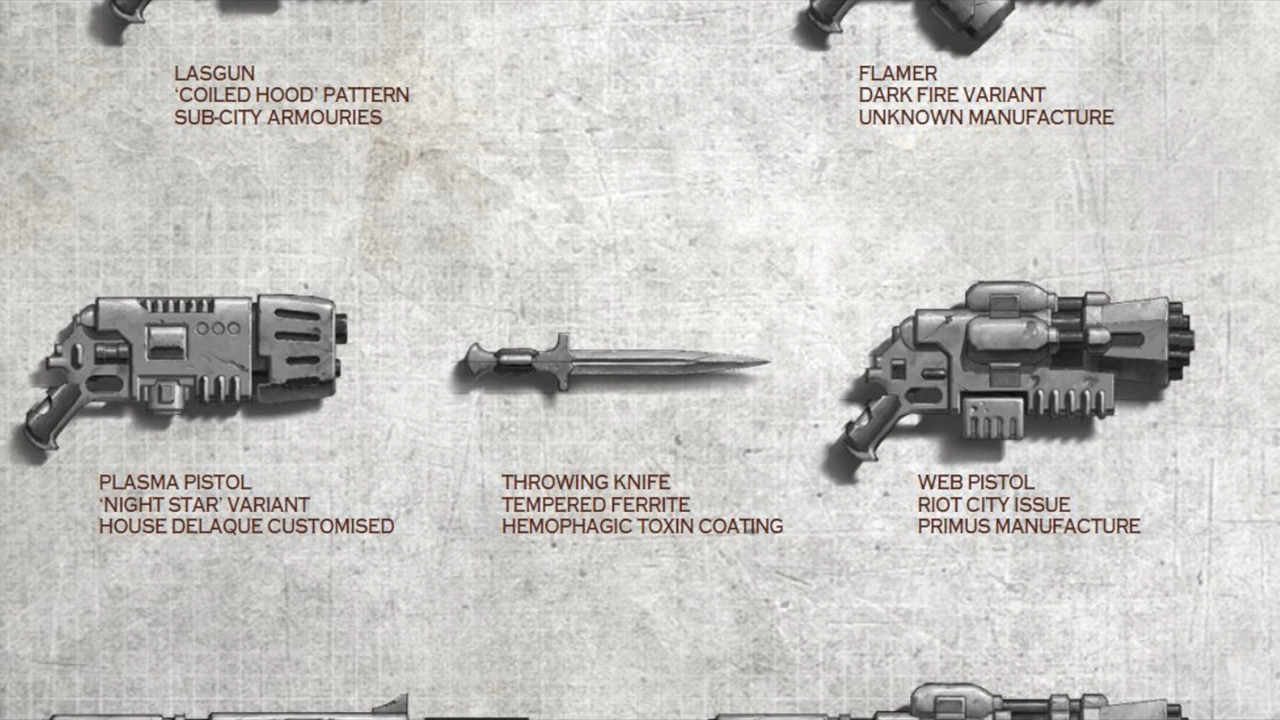 LASGUN
‘COILED HOOD’ PATTERN
SUB-CITY ARMOURIES
FLAMER
DARK FIRE VARIANT
UNKNOWN MANUFACTURE
PLASMA PISTOL
‘NIGHT STAR’ VARIANT
HOUSE DELAQUE CUSTOMISED
THROWING KNIFE
TEMPERED FERRITE
HEMOPHAGIC TOXIN COATING
WEB PISTOL
RIOT CITY ISSUE
PRIMUS MANUFACTURE